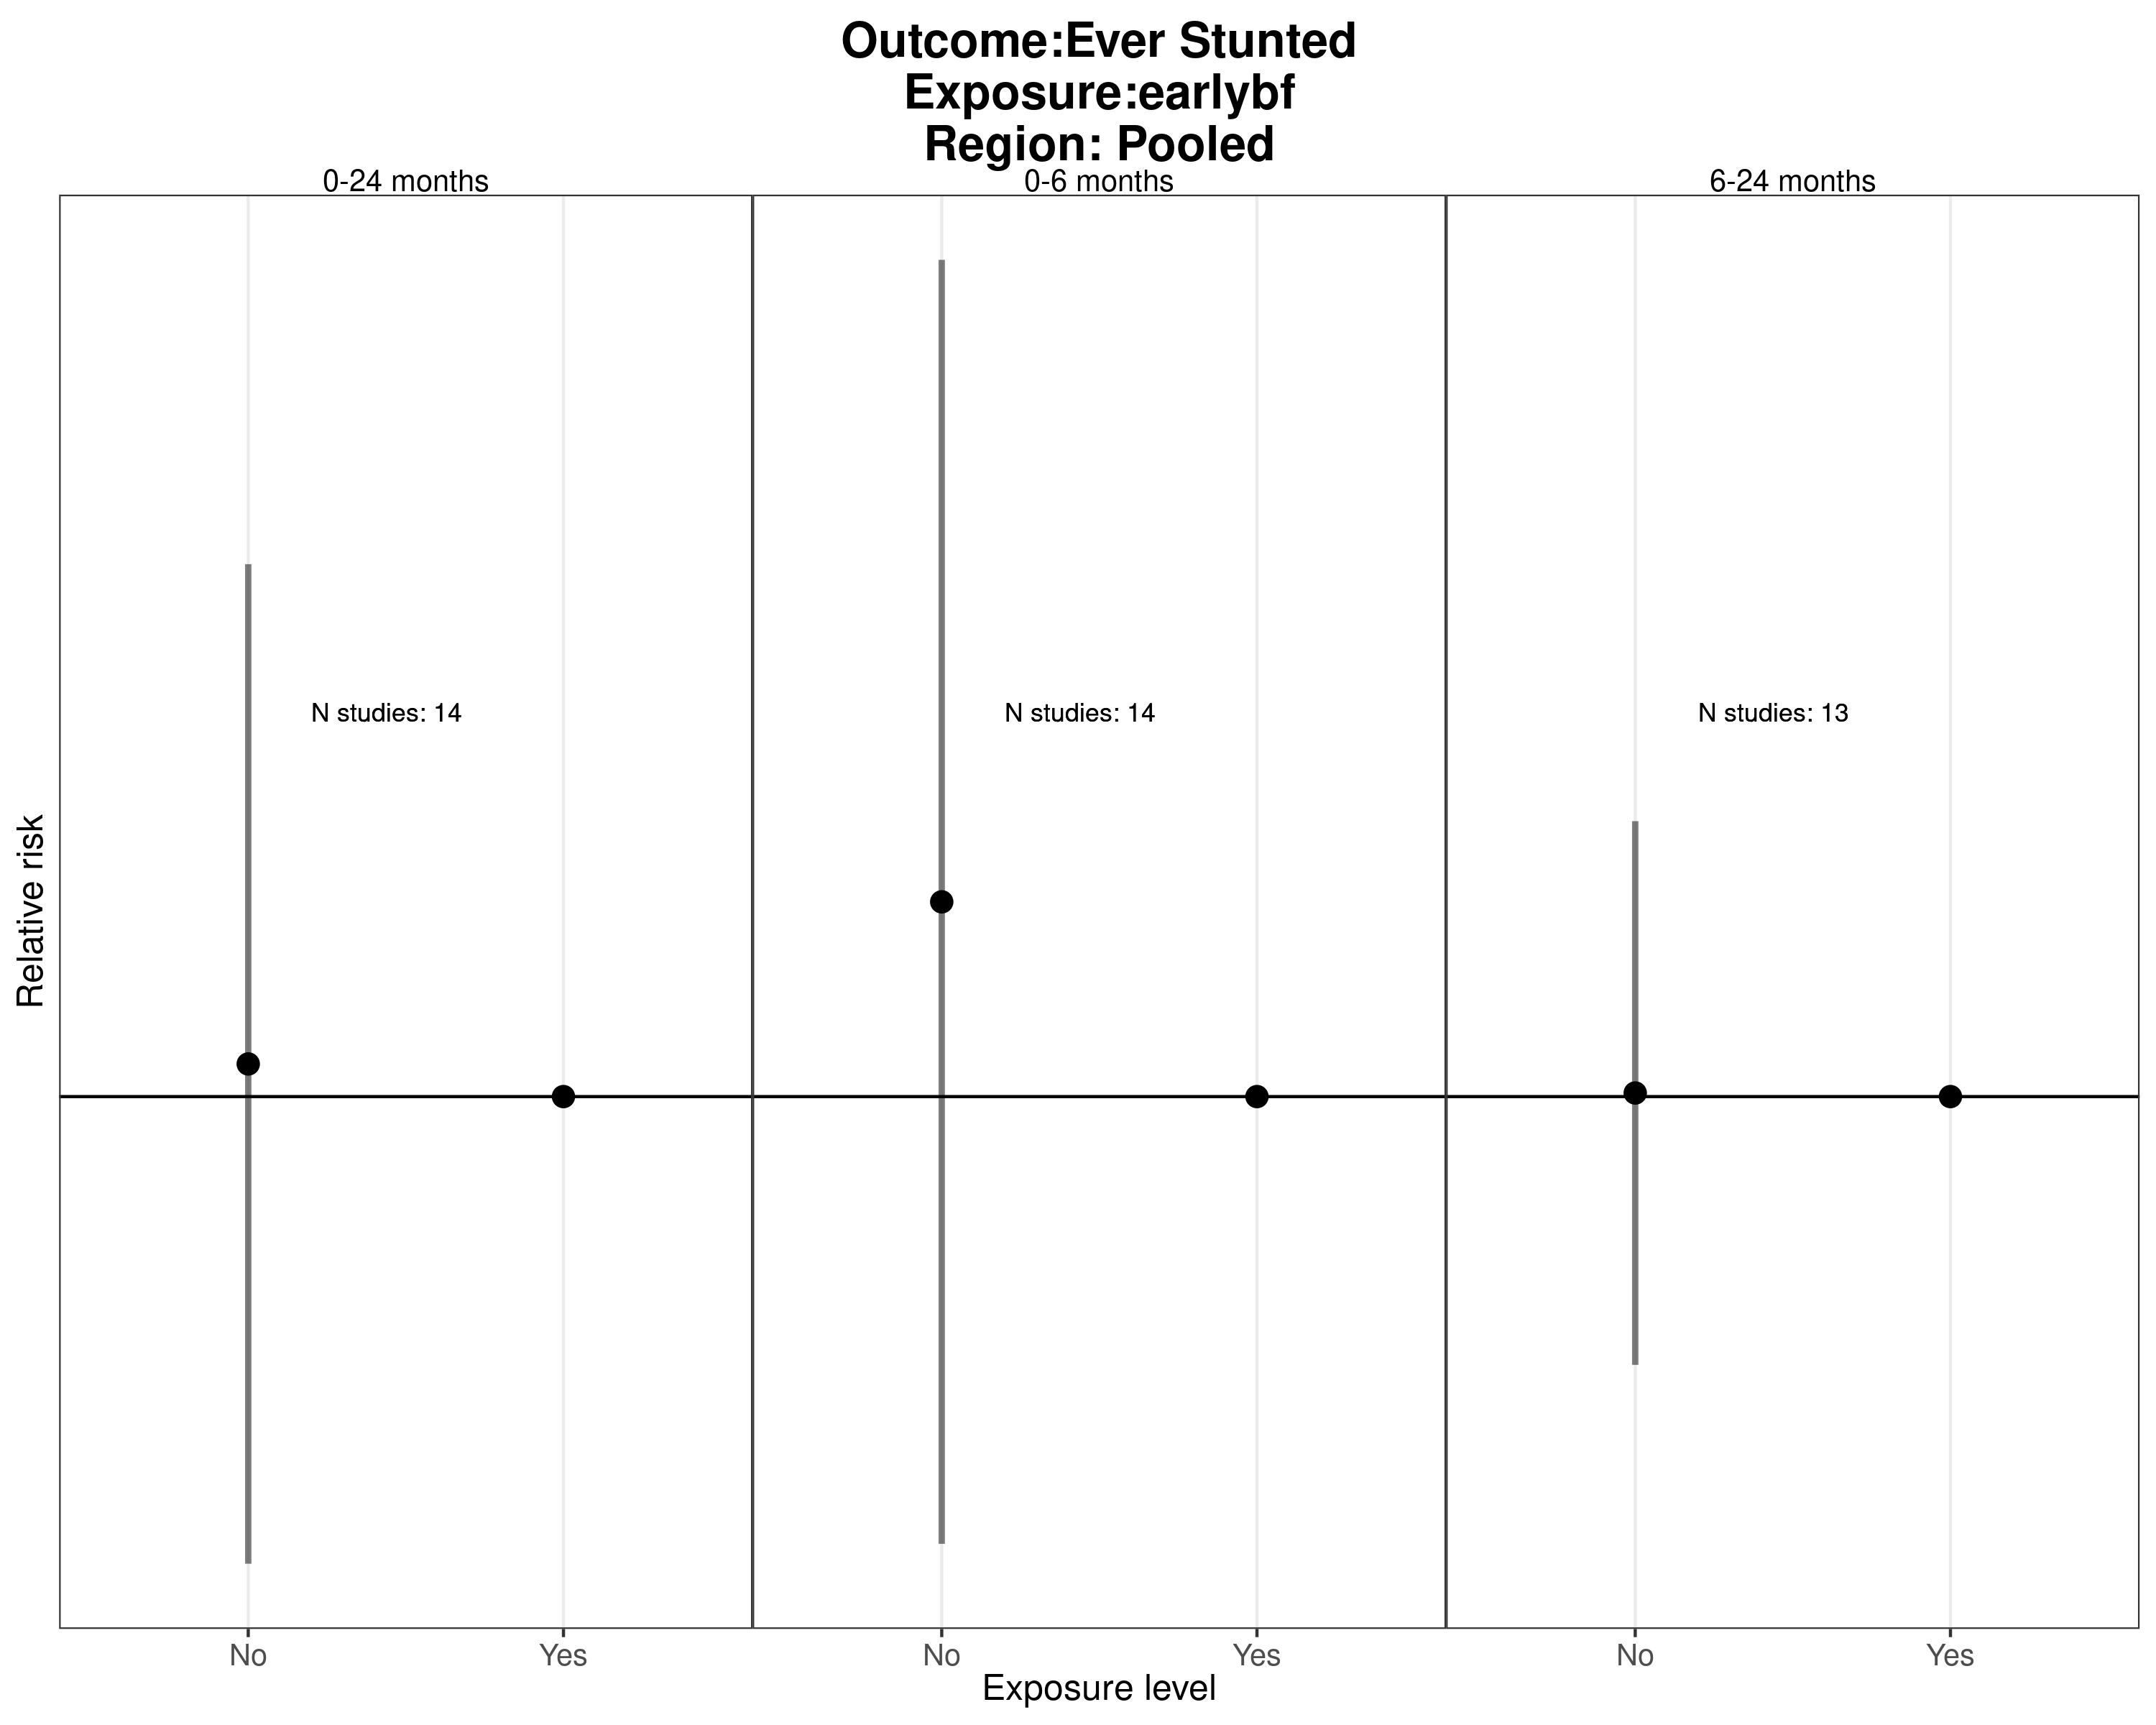 Outcome:Ever Stunted
Exposure:earlybf
Region: Pooled
0-24 months
0-6 months
6-24 months
N studies: 14
N studies: 14
N studies: 13
Relative risk
No
Yes
No
Yes
No
Yes
Exposure level